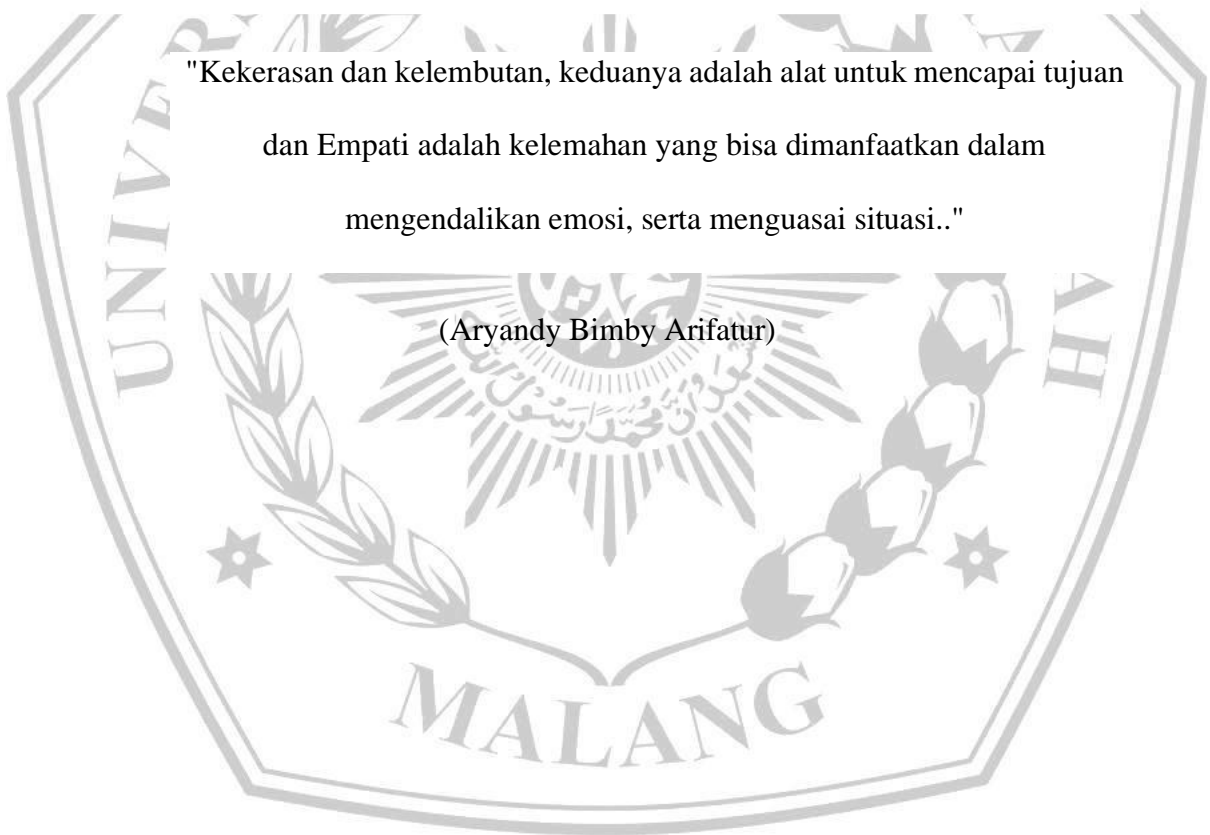 "Kekerasan dan kelembutan, keduanya adalah alat untuk mencapai tujuan
dan Empati adalah kelemahan yang bisa dimanfaatkan dalam
mengendalikan emosi, serta menguasai situasi.."
(Aryandy Bimby Arifatur)
MALANG